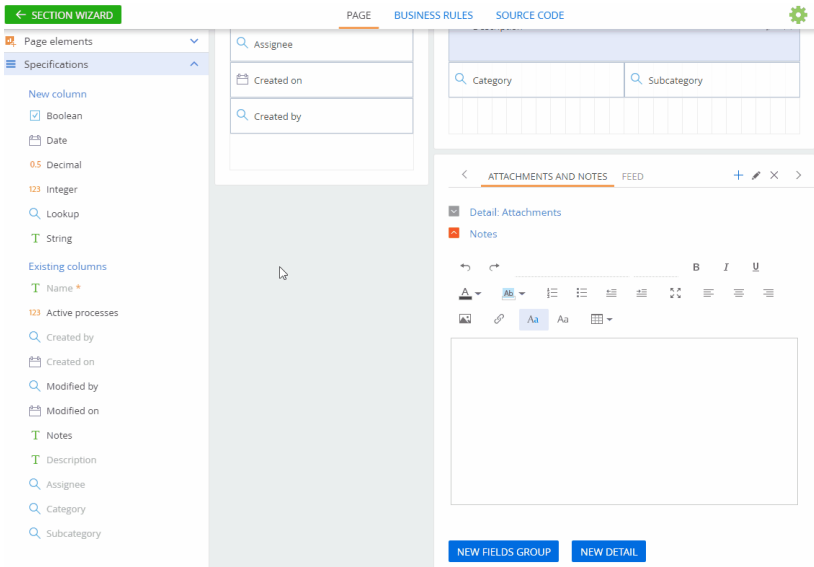 SECTION WIZARD
PAGE
BUSINESS RULES
SOURCE CODE
Page elements
Specifications
New column
Boolean
Date
0.5 Decimal
123 Integer
Lookup
T String
Existing columns
T Name *
123 Active processes
Created by
Created on
Modified by
Modified on
T Notes
T Description
Assignee
Category
Subcategory
Assignee
Created on
Created by
Description
Category
Subcategory
ATTACHMENTS AND NOTES
FEED
Detail: Attachments
Notes
B I U
A Ab
Aa Aa
NEW FIELDS GROUP
NEW DETAIL